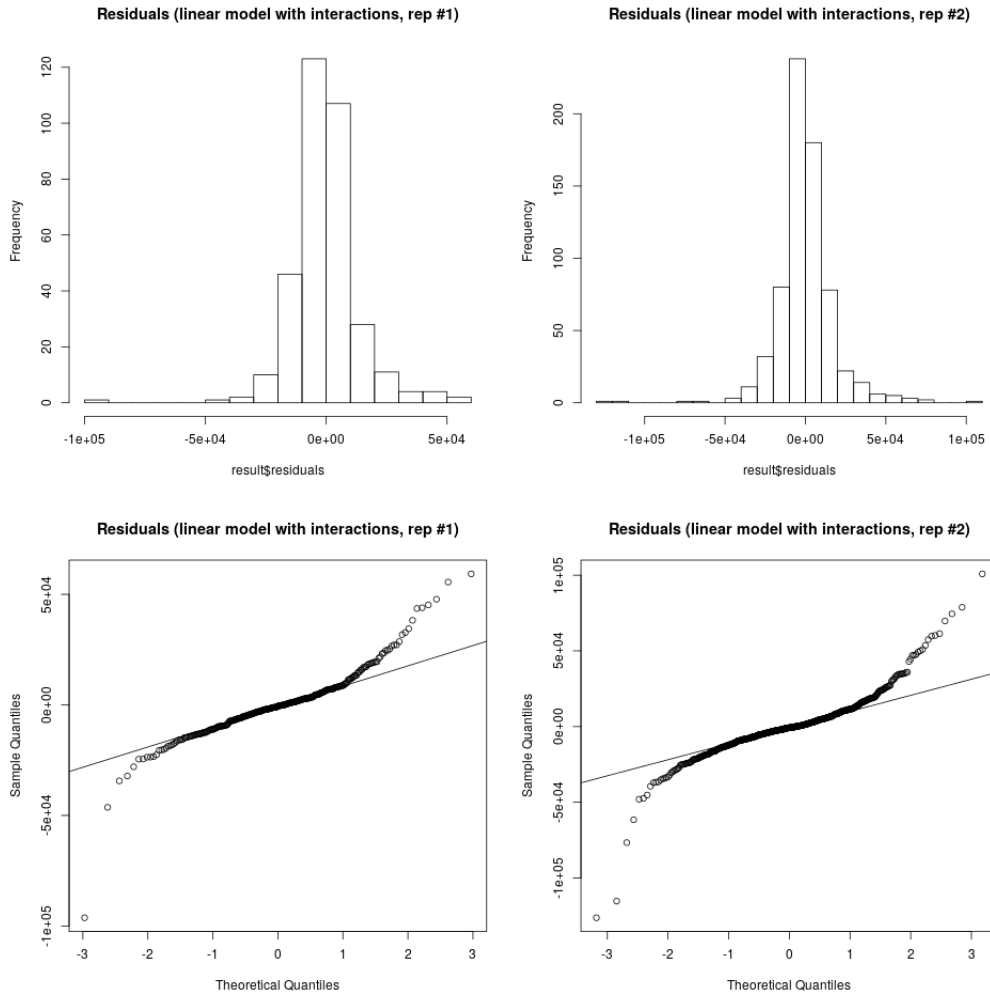 Residuals (linear model with interactions, rep #1)
Frequency
0 20 40 60 80 100 120
-1e+05 -5e+04 0e+00 5e+04
result$residuals
Residuals (linear model with interactions, rep #2)
Frequency
0 50 100 150 200
-1e+05 -5e+04 0e+00 5e+04 1e+05
result$residuals
Residuals (linear model with interactions, rep #1)
Sample Quantiles
-1e+05 -5e+04 0e+00 5e+04
-3 -2 -1 0 1 2 3
Theoretical Quantiles
Residuals (linear model with interactions, rep #2)
Sample Quantiles
-1e+05 -5e+04 0e+00 5e+04 1e+05
-3 -2 -1 0 1 2 3
Theoretical Quantiles